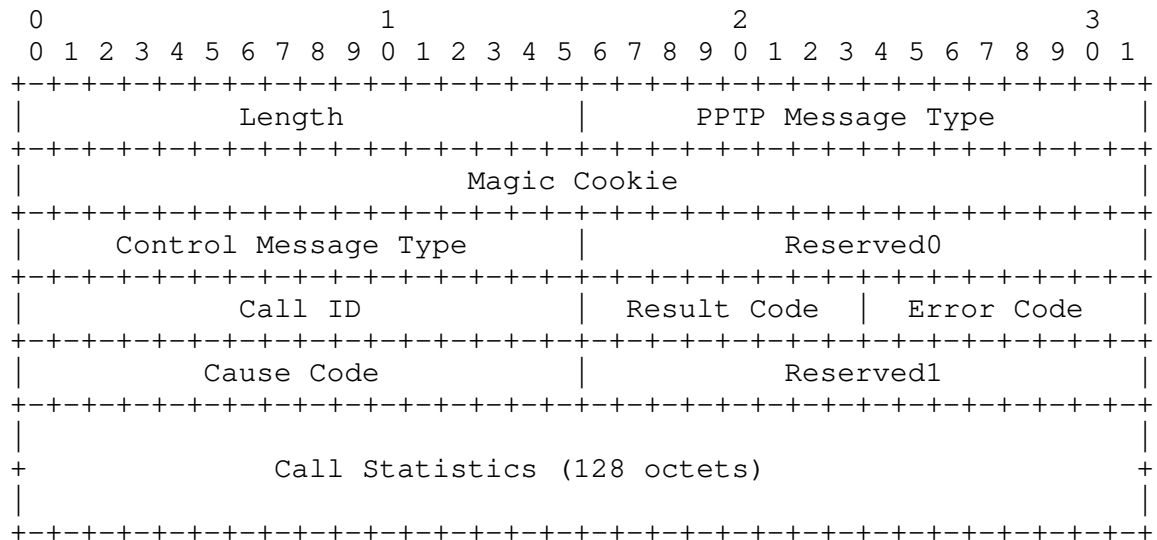 0                   1                   2                   3
0 1 2 3 4 5 6 7 8 9 0 1 2 3 4 5 6 7 8 9 0 1 2 3 4 5 6 7 8 9 0 1
+-+-+-+-+-+-+-+-+-+-+-+-+-+-+-+-+-+-+-+-+-+-+-+-+-+-+-+-+-+-+-+-+
|             Length            |       PPTP Message Type       |
+-+-+-+-+-+-+-+-+-+-+-+-+-+-+-+-+-+-+-+-+-+-+-+-+-+-+-+-+-+-+-+-+
|                         Magic Cookie                          |
+-+-+-+-+-+-+-+-+-+-+-+-+-+-+-+-+-+-+-+-+-+-+-+-+-+-+-+-+-+-+-+-+
|     Control Message Type      |           Reserved0           |
+-+-+-+-+-+-+-+-+-+-+-+-+-+-+-+-+-+-+-+-+-+-+-+-+-+-+-+-+-+-+-+-+
|            Call ID            |  Result Code  |  Error Code   |
+-+-+-+-+-+-+-+-+-+-+-+-+-+-+-+-+-+-+-+-+-+-+-+-+-+-+-+-+-+-+-+-+
|          Cause Code           |           Reserved1           |
+-+-+-+-+-+-+-+-+-+-+-+-+-+-+-+-+-+-+-+-+-+-+-+-+-+-+-+-+-+-+-+-+
|                                                               |
+              Call Statistics (128 octets)                     +
|                                                               |
+-+-+-+-+-+-+-+-+-+-+-+-+-+-+-+-+-+-+-+-+-+-+-+-+-+-+-+-+-+-+-+-+